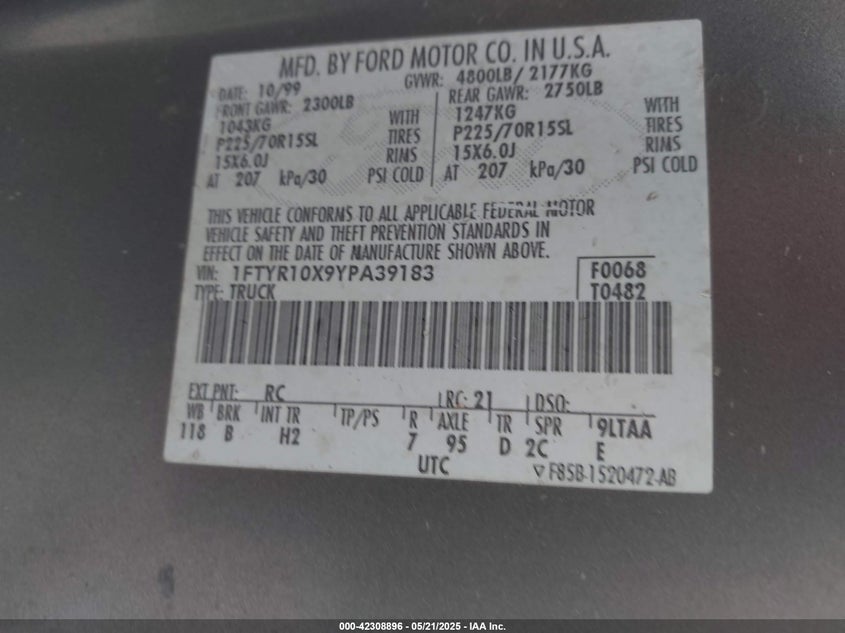 MFD. BY FORD MOTOR CO. IN U.S.A.
DATE: 10/99 GVWR: 4800LB/ 2177KG
FRONT GAWR: 2300LB REAR GAWR: 2750LB
1043KG WITH 1247KG WITH
P225/70R15SL TIRES P225/70R15SL TIRES
15X6.0J RIMS 15X6.0J RIMS
AT 207 kPa/30 PSI COLD AT 207 kPa/30 PSI COLD
THIS VEHICLE CONFORMS TO ALL APPLICABLE FEDERAL MOTOR
VEHICLE SAFETY AND THEFT PREVENTION STANDARDS IN
EFFECT ON THE DATE OF MANUFACTURE SHOWN ABOVE.
VIN: 1FTYR10X9YPA39183 F0068
TYPE: TRUCK T0482
EXT PNT: RC RC: 21 DSO:
WB BRK INT TR TP/PS R AXLE TR SPR 9LTAA
118 B H2 7 95 D 2C E
UTC ▽ F85B-1520472-AB
000-42308896 - 05/21/2025 - IAA Inc.